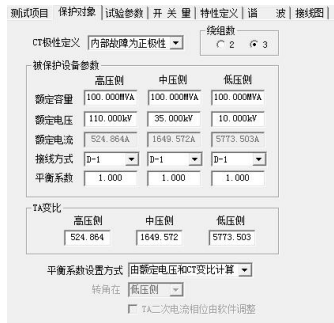 测试项目 保护对象 试验参数 开 关 量 特性定义 谐 波 接线图
绕组数
CT极性定义 内部故障为正极性 2 3
被保护设备参数
高压侧 中压侧 低压侧
额定容量 100.000MVA 100.000MVA 100.000MVA
额定电压 110.000kV 35.000kV 10.000kV
额定电流 524.864A 1649.572A 5773.503A
接线方式 D-1 D-1 D-1
平衡系数 1.000 1.000 1.000
TA变比
高压侧 中压侧 低压侧
524.864 1649.572 5773.503
平衡系数设置方式 由额定电压和CT变比计算
转角在 低压侧
TA二次电流相位由软件调整